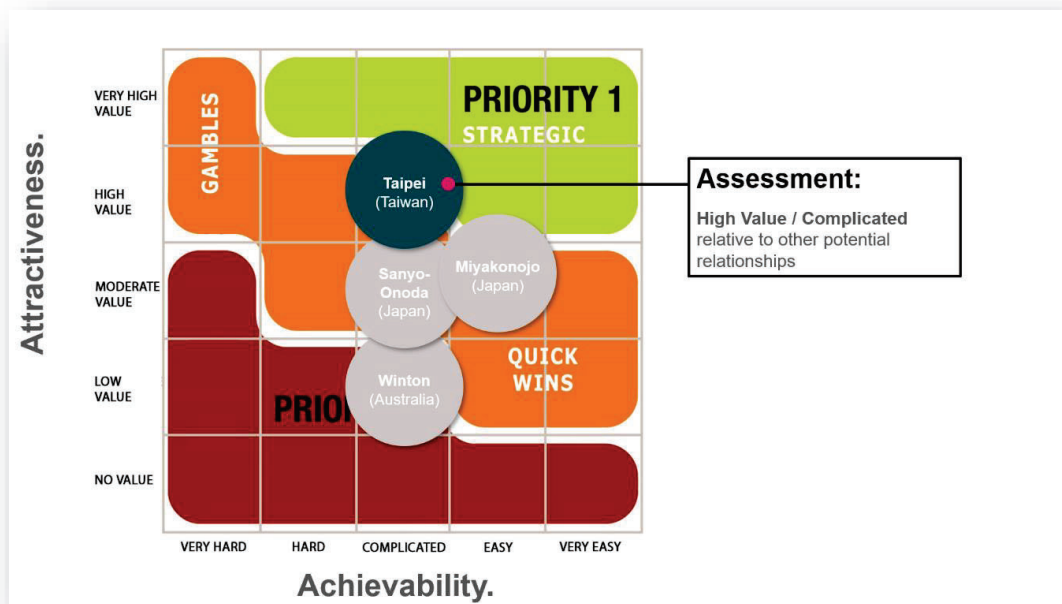 Attractiveness.
VERY HIGH
VALUE
HIGH
VALUE
MODERATE
VALUE
LOW
VALUE
NO VALUE
GAMBLES
PRIORITY 1
STRATEGIC
Taipei
(Taiwan)
Sanyo-
Onoda
(Japan)
Miyakonojo
(Japan)
QUICK
WINS
Winton
(Australia)
Assessment:
High Value / Complicated
relative to other potential
relationships
VERY HARD
HARD
COMPLICATED
EASY
VERY EASY
Achievability.